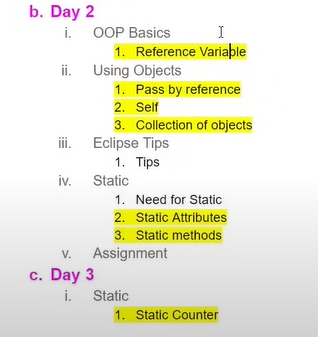 b. Day 2
i. OOP Basics
1. Reference Variable
ii. Using Objects
1. Pass by reference
2. Self
3. Collection of objects
iii. Eclipse Tips
1. Tips
iv. Static
1. Need for Static
2. Static Attributes
3. Static methods
v. Assignment
c. Day 3
i. Static
1. Static Counter